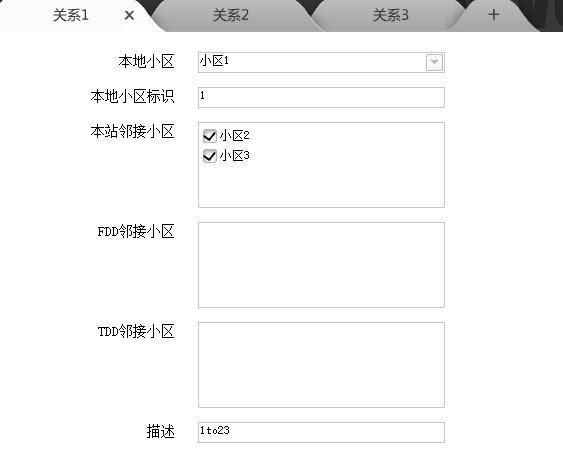 关系1 x 关系2 关系3 +
本地小区 小区1
本地小区标识 1
本站邻接小区 小区2
小区3
FDD邻接小区
TDD邻接小区
描述 1to23